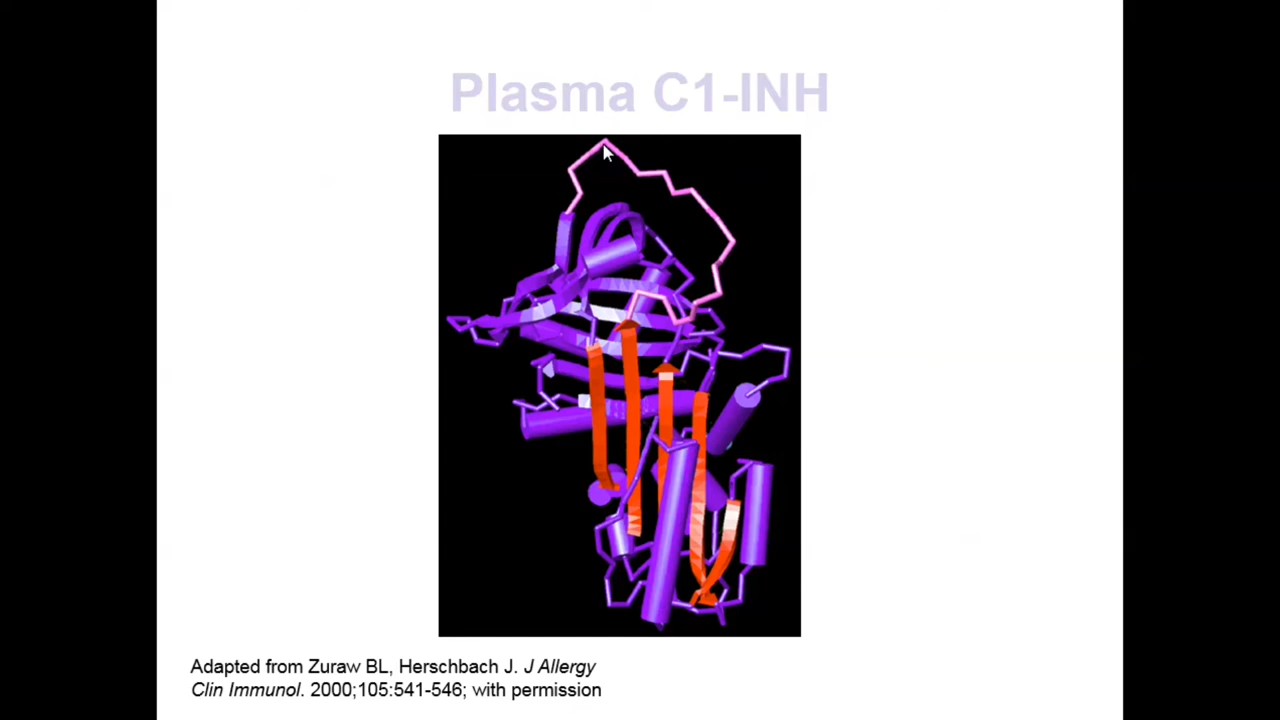 Plasma C1-INH
Adapted from Zuraw BL, Herschbach J. J Allergy
Clin Immunol. 2000;105:541-546; with permission